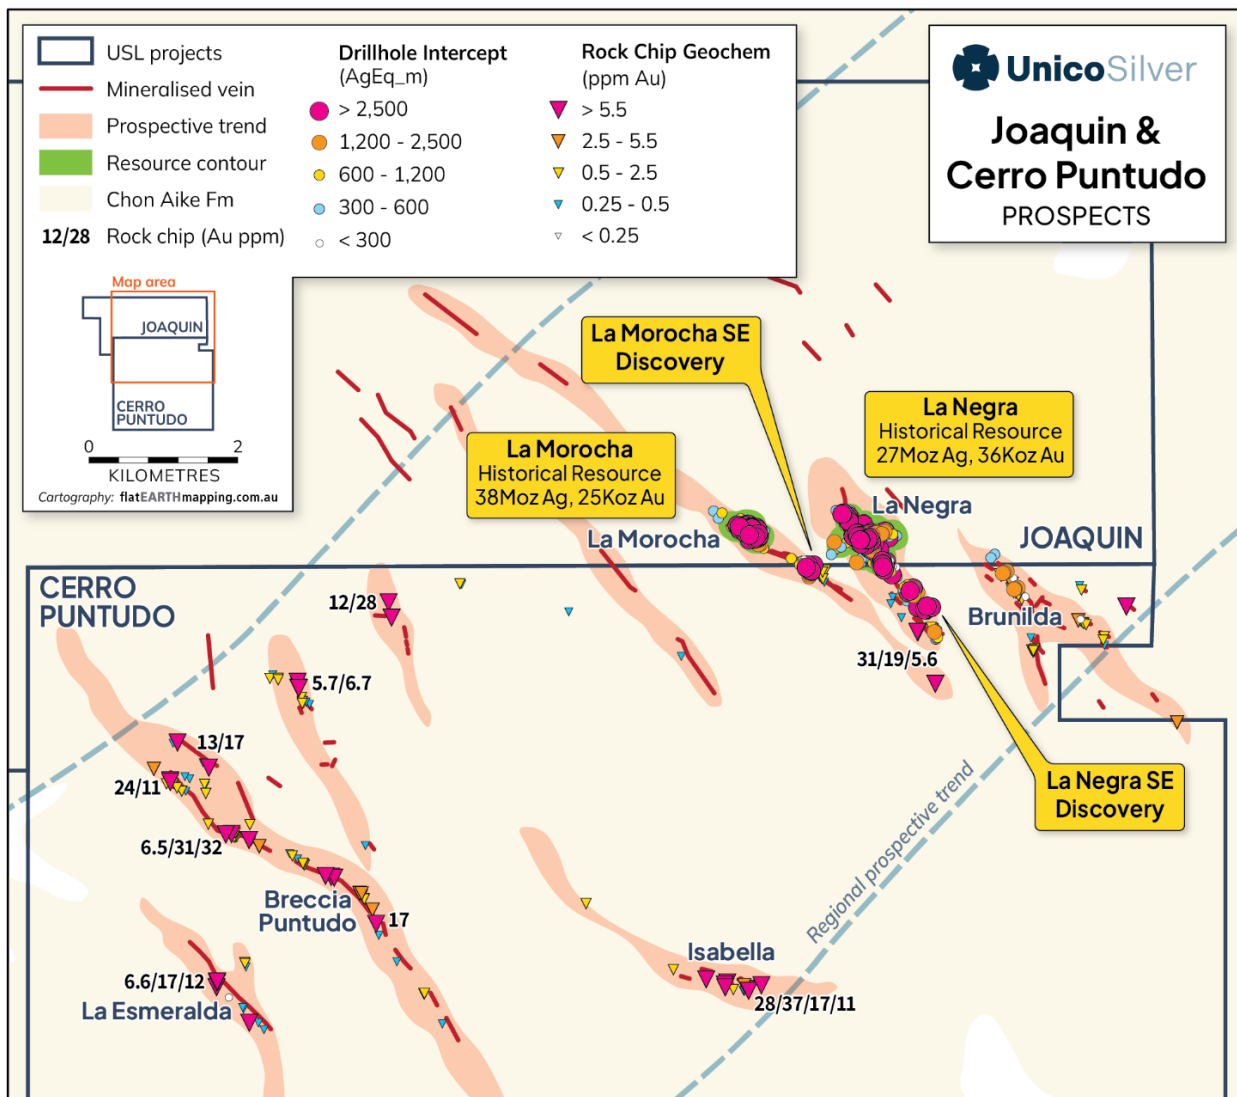 USL projects
Mineralised vein
Prospective trend
Resource contour
Chon Aike Fm
12/28 Rock chip (Au ppm)
Drillhole Intercept
(AgEq_m)
> 2,500
1,200 - 2,500
600 - 1,200
300 - 600
< 300
Rock Chip Geochem
(ppm Au)
> 5.5
2.5 - 5.5
0.5 - 2.5
0.25 - 0.5
< 0.25
UnicoSilver
Joaquin &
Cerro Puntudo
PROSPECTS
Map area
JOAQUIN
CERRO
PUNTUDO
0 2
KILOMETRES
Cartography: flatEARTHmapping.com.au
La Morocha SE
Discovery
La Negra
Historical Resource
27Moz Ag, 36Koz Au
La Morocha
Historical Resource
38Moz Ag, 25Koz Au
La Negra
La Morocha
JOAQUIN
CERRO
PUNTUDO
12/28
Brunilda
31/19/5.6
5.7/6.7
13/17
24/11
La Negra SE
Discovery
6.5/31/32
Regional prospective trend
Breccia
Puntudo
17
Isabella
6.6/17/12
La Esmeralda
28/37/17/11